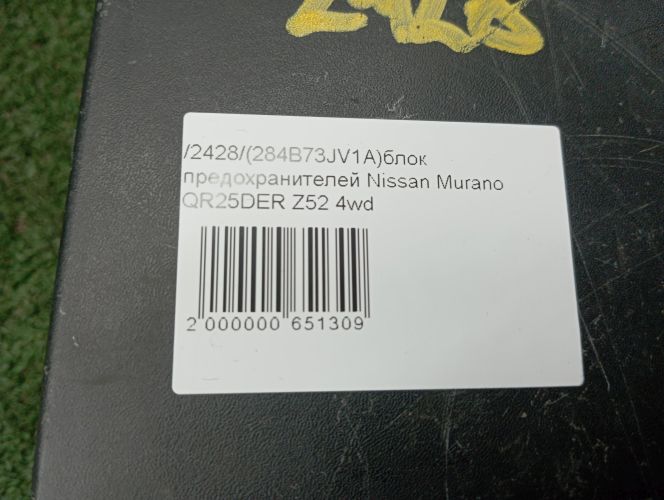 /2428/(284B73JV1A)блок
предохранителей Nissan Murano
QR25DER Z52 4wd
2 000000 651309